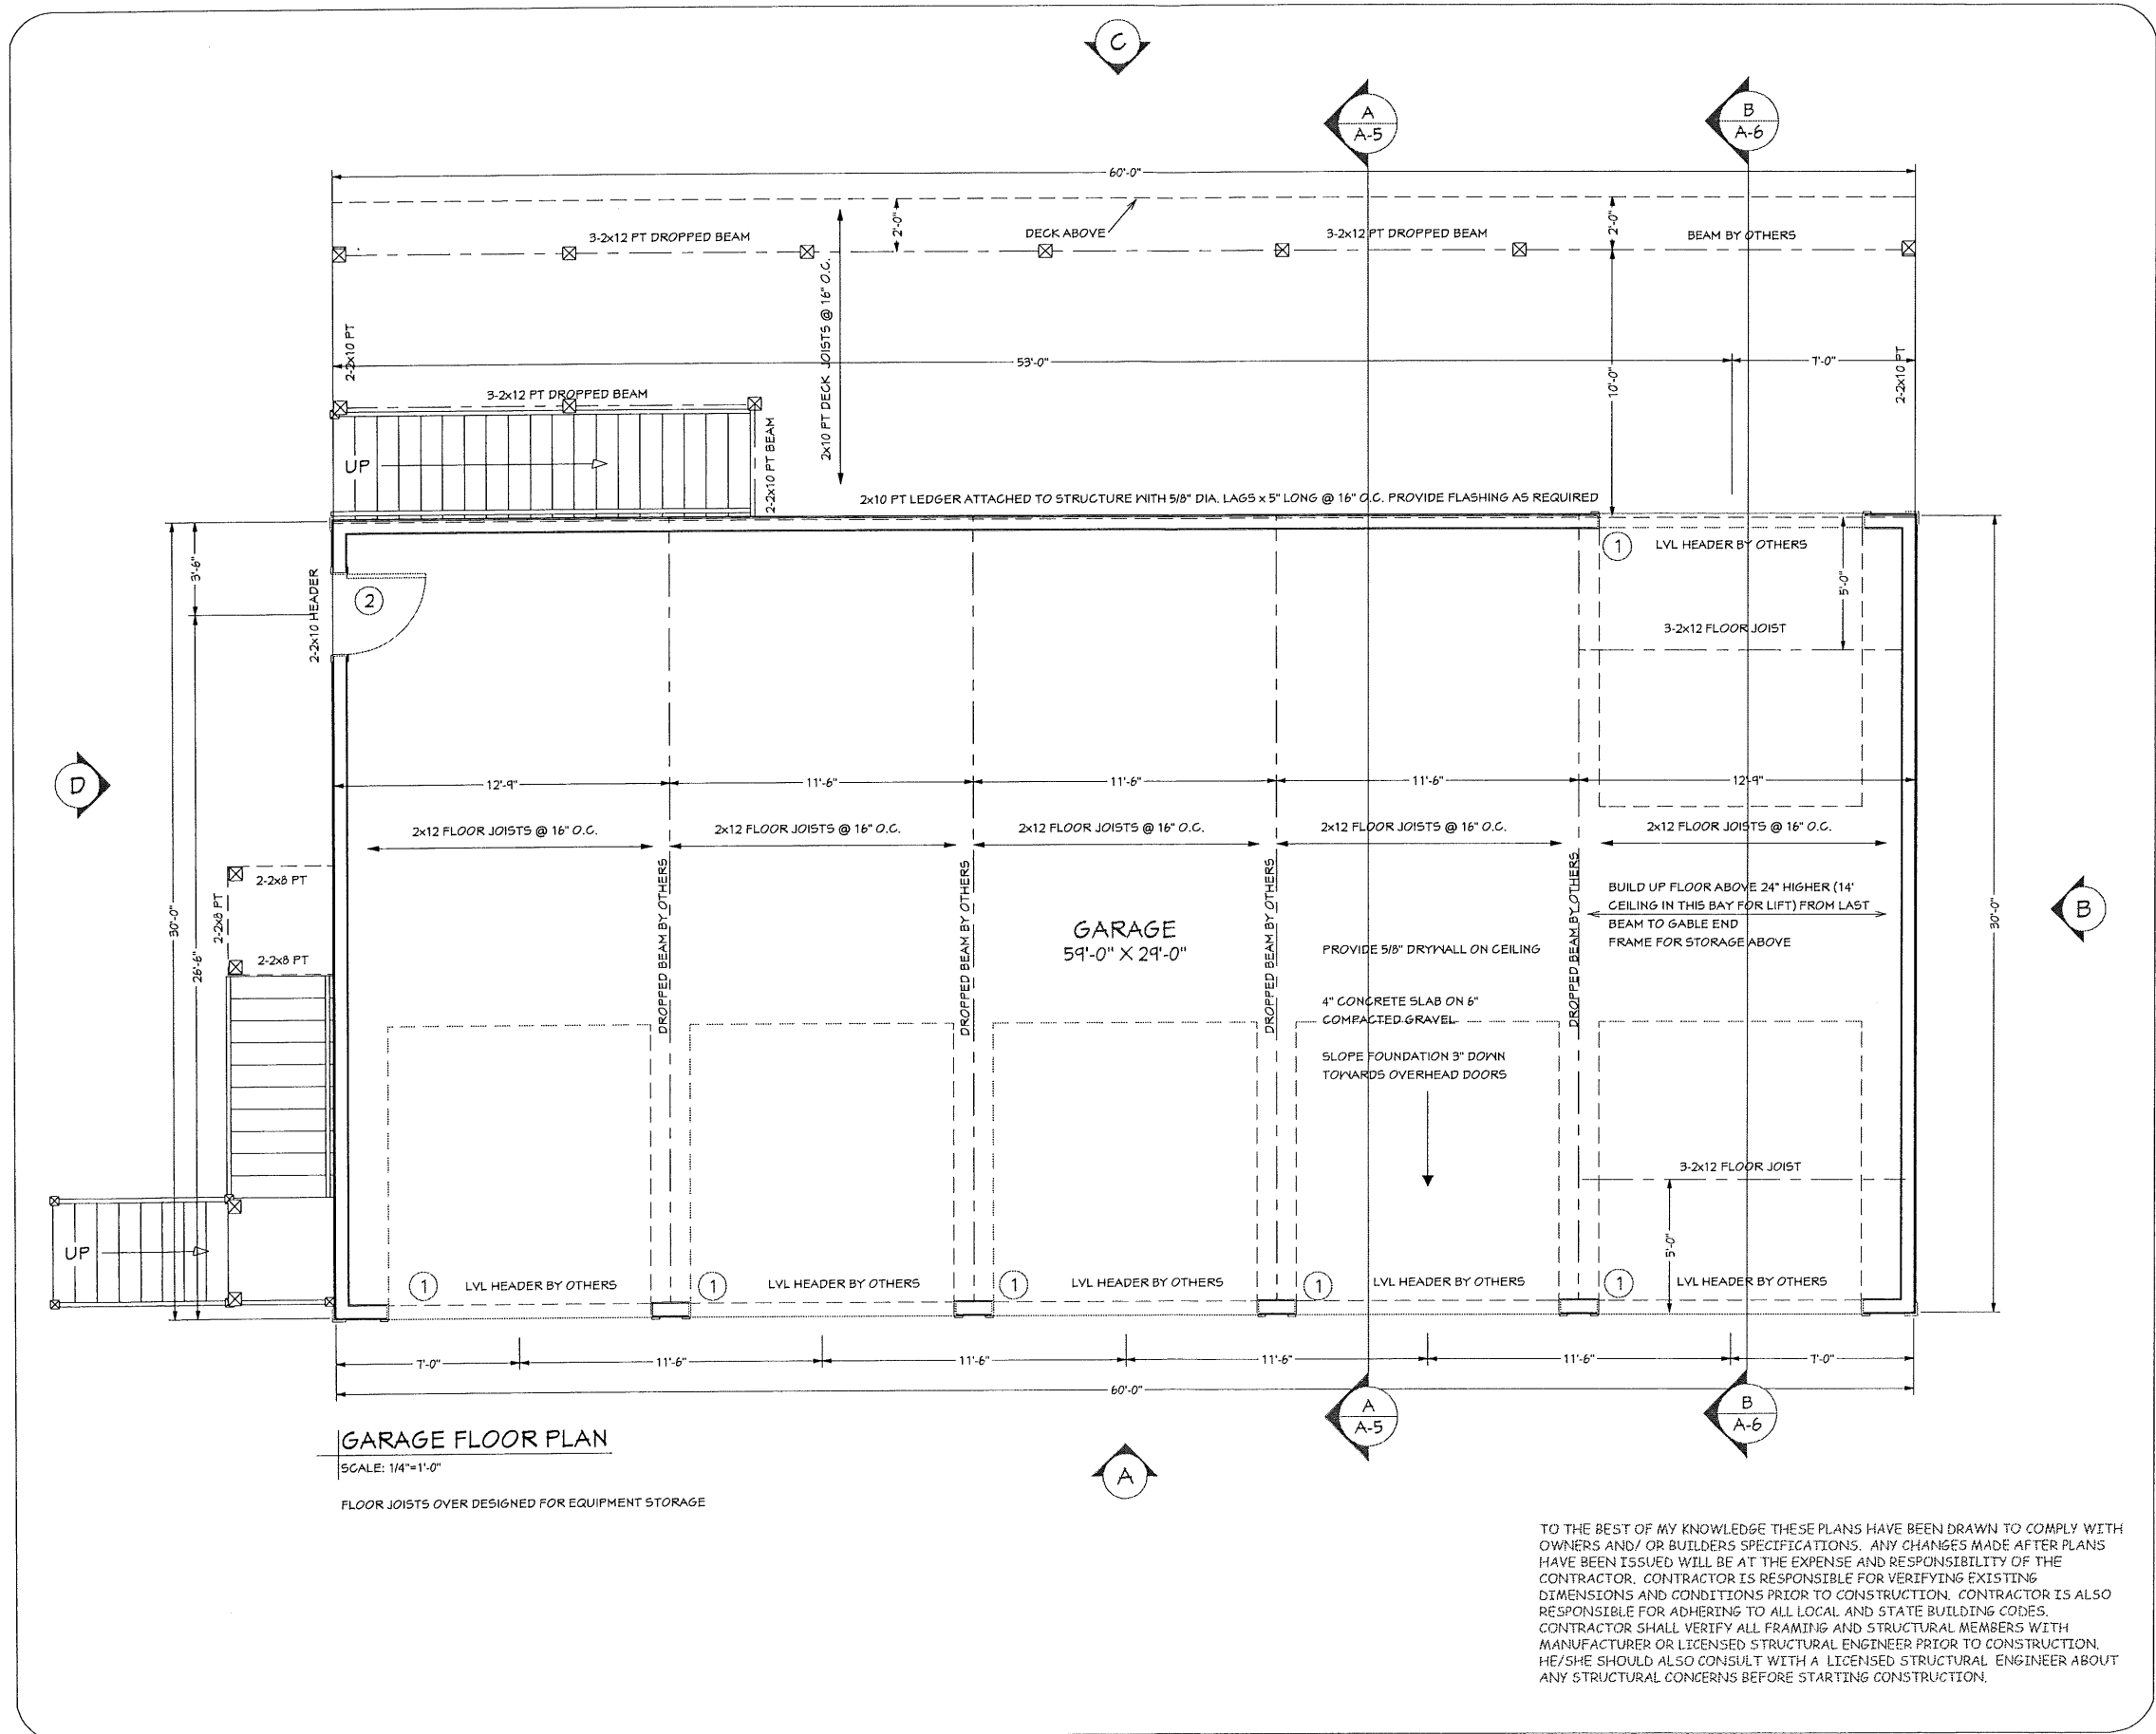 C
A
A-5
B
A-6
60'-0"
3-2x12 PT DROPPED BEAM
2'-0"
DECK ABOVE
3-2x12 PT DROPPED BEAM
2'-0"
BEAM BY OTHERS
2-2x10 PT
2x10 PT DECK JOISTS @ 16" O.C.
53'-0"
10'-0"
7'-0"
2-2x10 PT
3-2x12 PT DROPPED BEAM
UP
2-2x10 PT BEAM
2x10 PT LEDGER ATTACHED TO STRUCTURE WITH 5/8" DIA. LAGS x 5" LONG @ 16" O.C. PROVIDE FLASHING AS REQUIRED
3'-6"
2-2x10 HEADER
2
1
LVL HEADER BY OTHERS
5'-0"
3-2x12 FLOOR JOIST
D
12'-9"
11'-6"
11'-6"
11'-6"
12'-9"
2x12 FLOOR JOISTS @ 16" O.C.
2x12 FLOOR JOISTS @ 16" O.C.
2x12 FLOOR JOISTS @ 16" O.C.
2x12 FLOOR JOISTS @ 16" O.C.
2x12 FLOOR JOISTS @ 16" O.C.
2-2x8 PT
2-2x8 PT
2-2x8 PT
30'-0"
26'-6"
DROPPED BEAM BY OTHERS
DROPPED BEAM BY OTHERS
DROPPED BEAM BY OTHERS
DROPPED BEAM BY OTHERS
GARAGE
59'-0" X 29'-0"
BUILD UP FLOOR ABOVE 24" HIGHER (14'
CEILING IN THIS BAY FOR LIFT) FROM LAST
BEAM TO GABLE END
FRAME FOR STORAGE ABOVE
30'-0"
B
PROVIDE 5/8" DRYWALL ON CEILING
4" CONCRETE SLAB ON 6"
COMPACTED GRAVEL
SLOPE FOUNDATION 3" DOWN
TOWARDS OVERHEAD DOORS
3-2x12 FLOOR JOIST
5'-0"
UP
1
LVL HEADER BY OTHERS
1
LVL HEADER BY OTHERS
1
LVL HEADER BY OTHERS
1
LVL HEADER BY OTHERS
1
LVL HEADER BY OTHERS
7'-0"
11'-6"
11'-6"
11'-6"
11'-6"
7'-0"
60'-0"
A
A-5
B
A-6
A
GARAGE FLOOR PLAN
SCALE: 1/4"=1'-0"
FLOOR JOISTS OVER DESIGNED FOR EQUIPMENT STORAGE
TO THE BEST OF MY KNOWLEDGE THESE PLANS HAVE BEEN DRAWN TO COMPLY WITH
OWNERS AND/ OR BUILDERS SPECIFICATIONS. ANY CHANGES MADE AFTER PLANS
HAVE BEEN ISSUED WILL BE AT THE EXPENSE AND RESPONSIBILITY OF THE
CONTRACTOR. CONTRACTOR IS RESPONSIBLE FOR VERIFYING EXISTING
DIMENSIONS AND CONDITIONS PRIOR TO CONSTRUCTION. CONTRACTOR IS ALSO
RESPONSIBLE FOR ADHERING TO ALL LOCAL AND STATE BUILDING CODES.
CONTRACTOR SHALL VERIFY ALL FRAMING AND STRUCTURAL MEMBERS WITH
MANUFACTURER OR LICENSED STRUCTURAL ENGINEER PRIOR TO CONSTRUCTION.
HE/SHE SHOULD ALSO CONSULT WITH A LICENSED STRUCTURAL ENGINEER ABOUT
ANY STRUCTURAL CONCERNS BEFORE STARTING CONSTRUCTION.